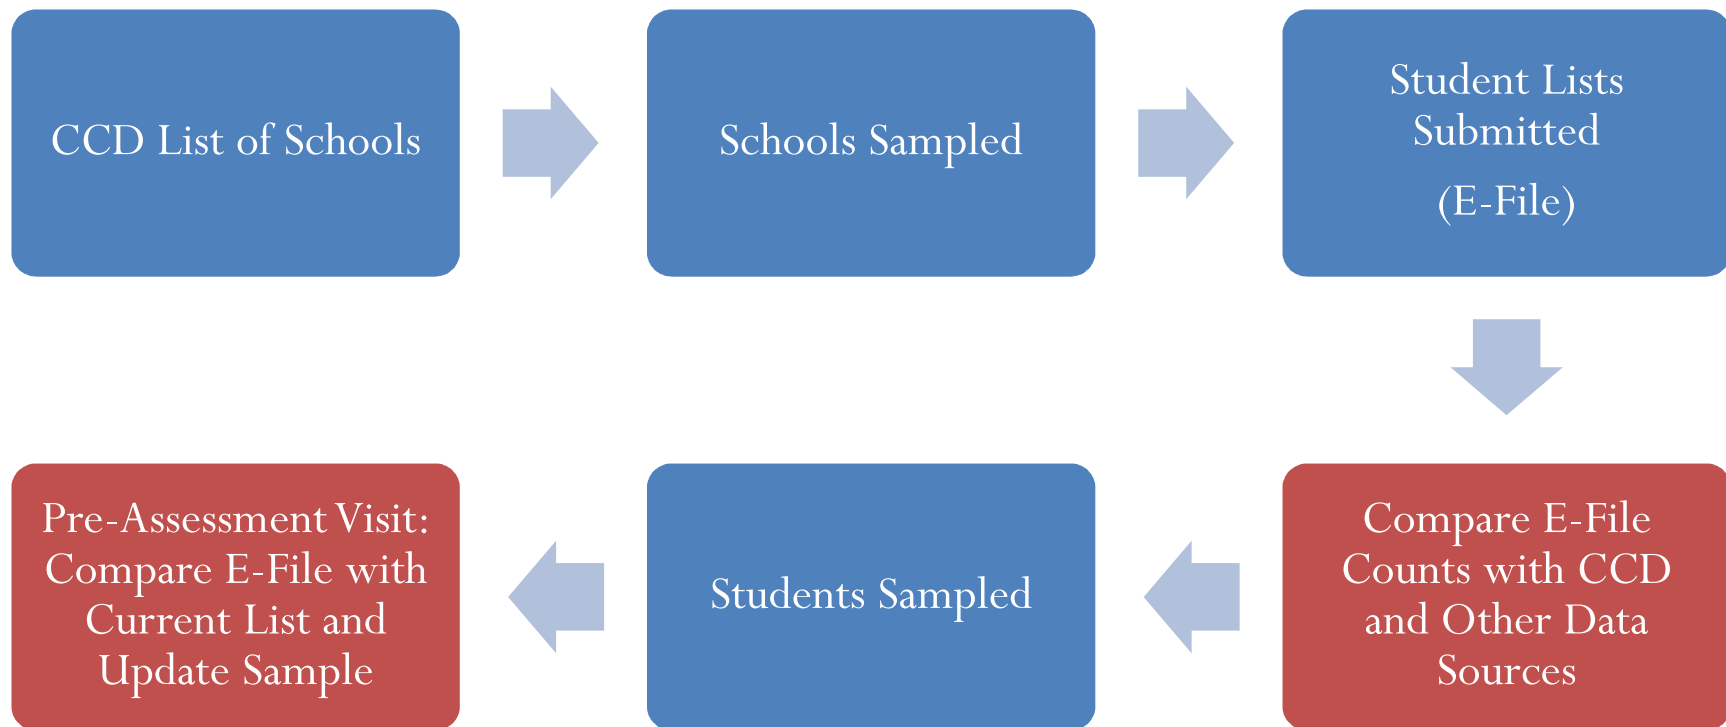 CCD List of Schools
Schools Sampled
Student Lists
Submitted
(E-File)
Compare E-File
Counts with CCD
and Other Data
Sources
Students Sampled
Pre-Assessment Visit:
Compare E-File with
Current List and
Update Sample